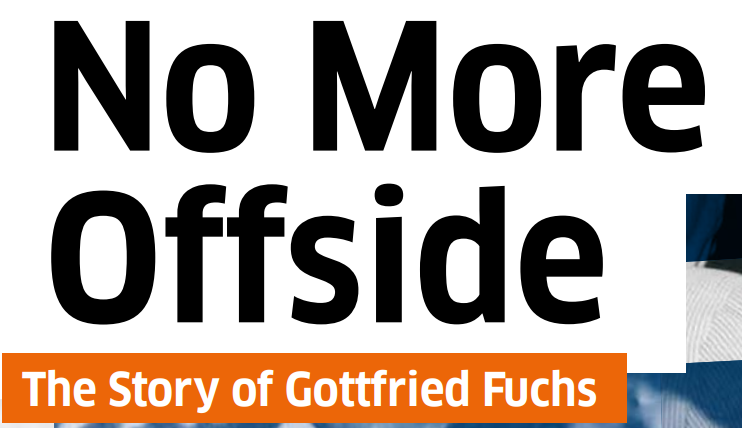 No More
Offside
The Story of Gottfried Fuchs